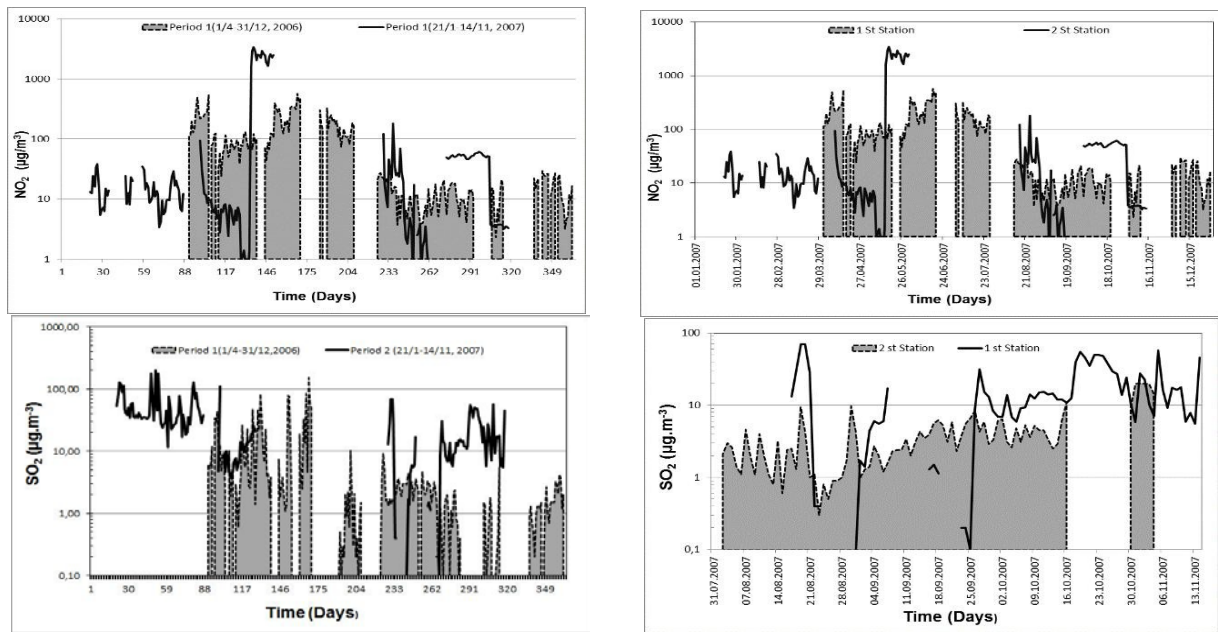 10000
1000
100
10
1
NO2 (µg/m³)
Period 1(1/4-31/12, 2006) Period 1(21/1-14/11, 2007)
1 30 59 88 117 146 175 204 233 262 291 320 349
Time (Days)
10000
1000
100
10
1
NO2 (µg/m³)
1 St Station 2 St Station
01.01.2007 30.01.2007 28.02.2007 29.03.2007 27.04.2007 26.05.2007 24.06.2007 23.07.2007 21.08.2007 19.09.2007 18.10.2007 16.11.2007 15.12.2007
Time (Days)
1000,00
100,00
10,00
1,00
0,10
SO2 (µg.m-3)
Period 1(1/4-31/12,2006) Period 2 (21/1-14/11, 2007)
1 30 59 88 117 146 175 204 233 262 291 320 349
Time (Days)
100
10
1
0,1
SO2 (µg.m-3)
2 st Station 1 st Station
31.07.2007 07.08.2007 14.08.2007 21.08.2007 28.08.2007 04.09.2007 11.09.2007 18.09.2007 25.09.2007 02.10.2007 09.10.2007 16.10.2007 23.10.2007 30.10.2007 06.11.2007 13.11.2007
Time (Days)